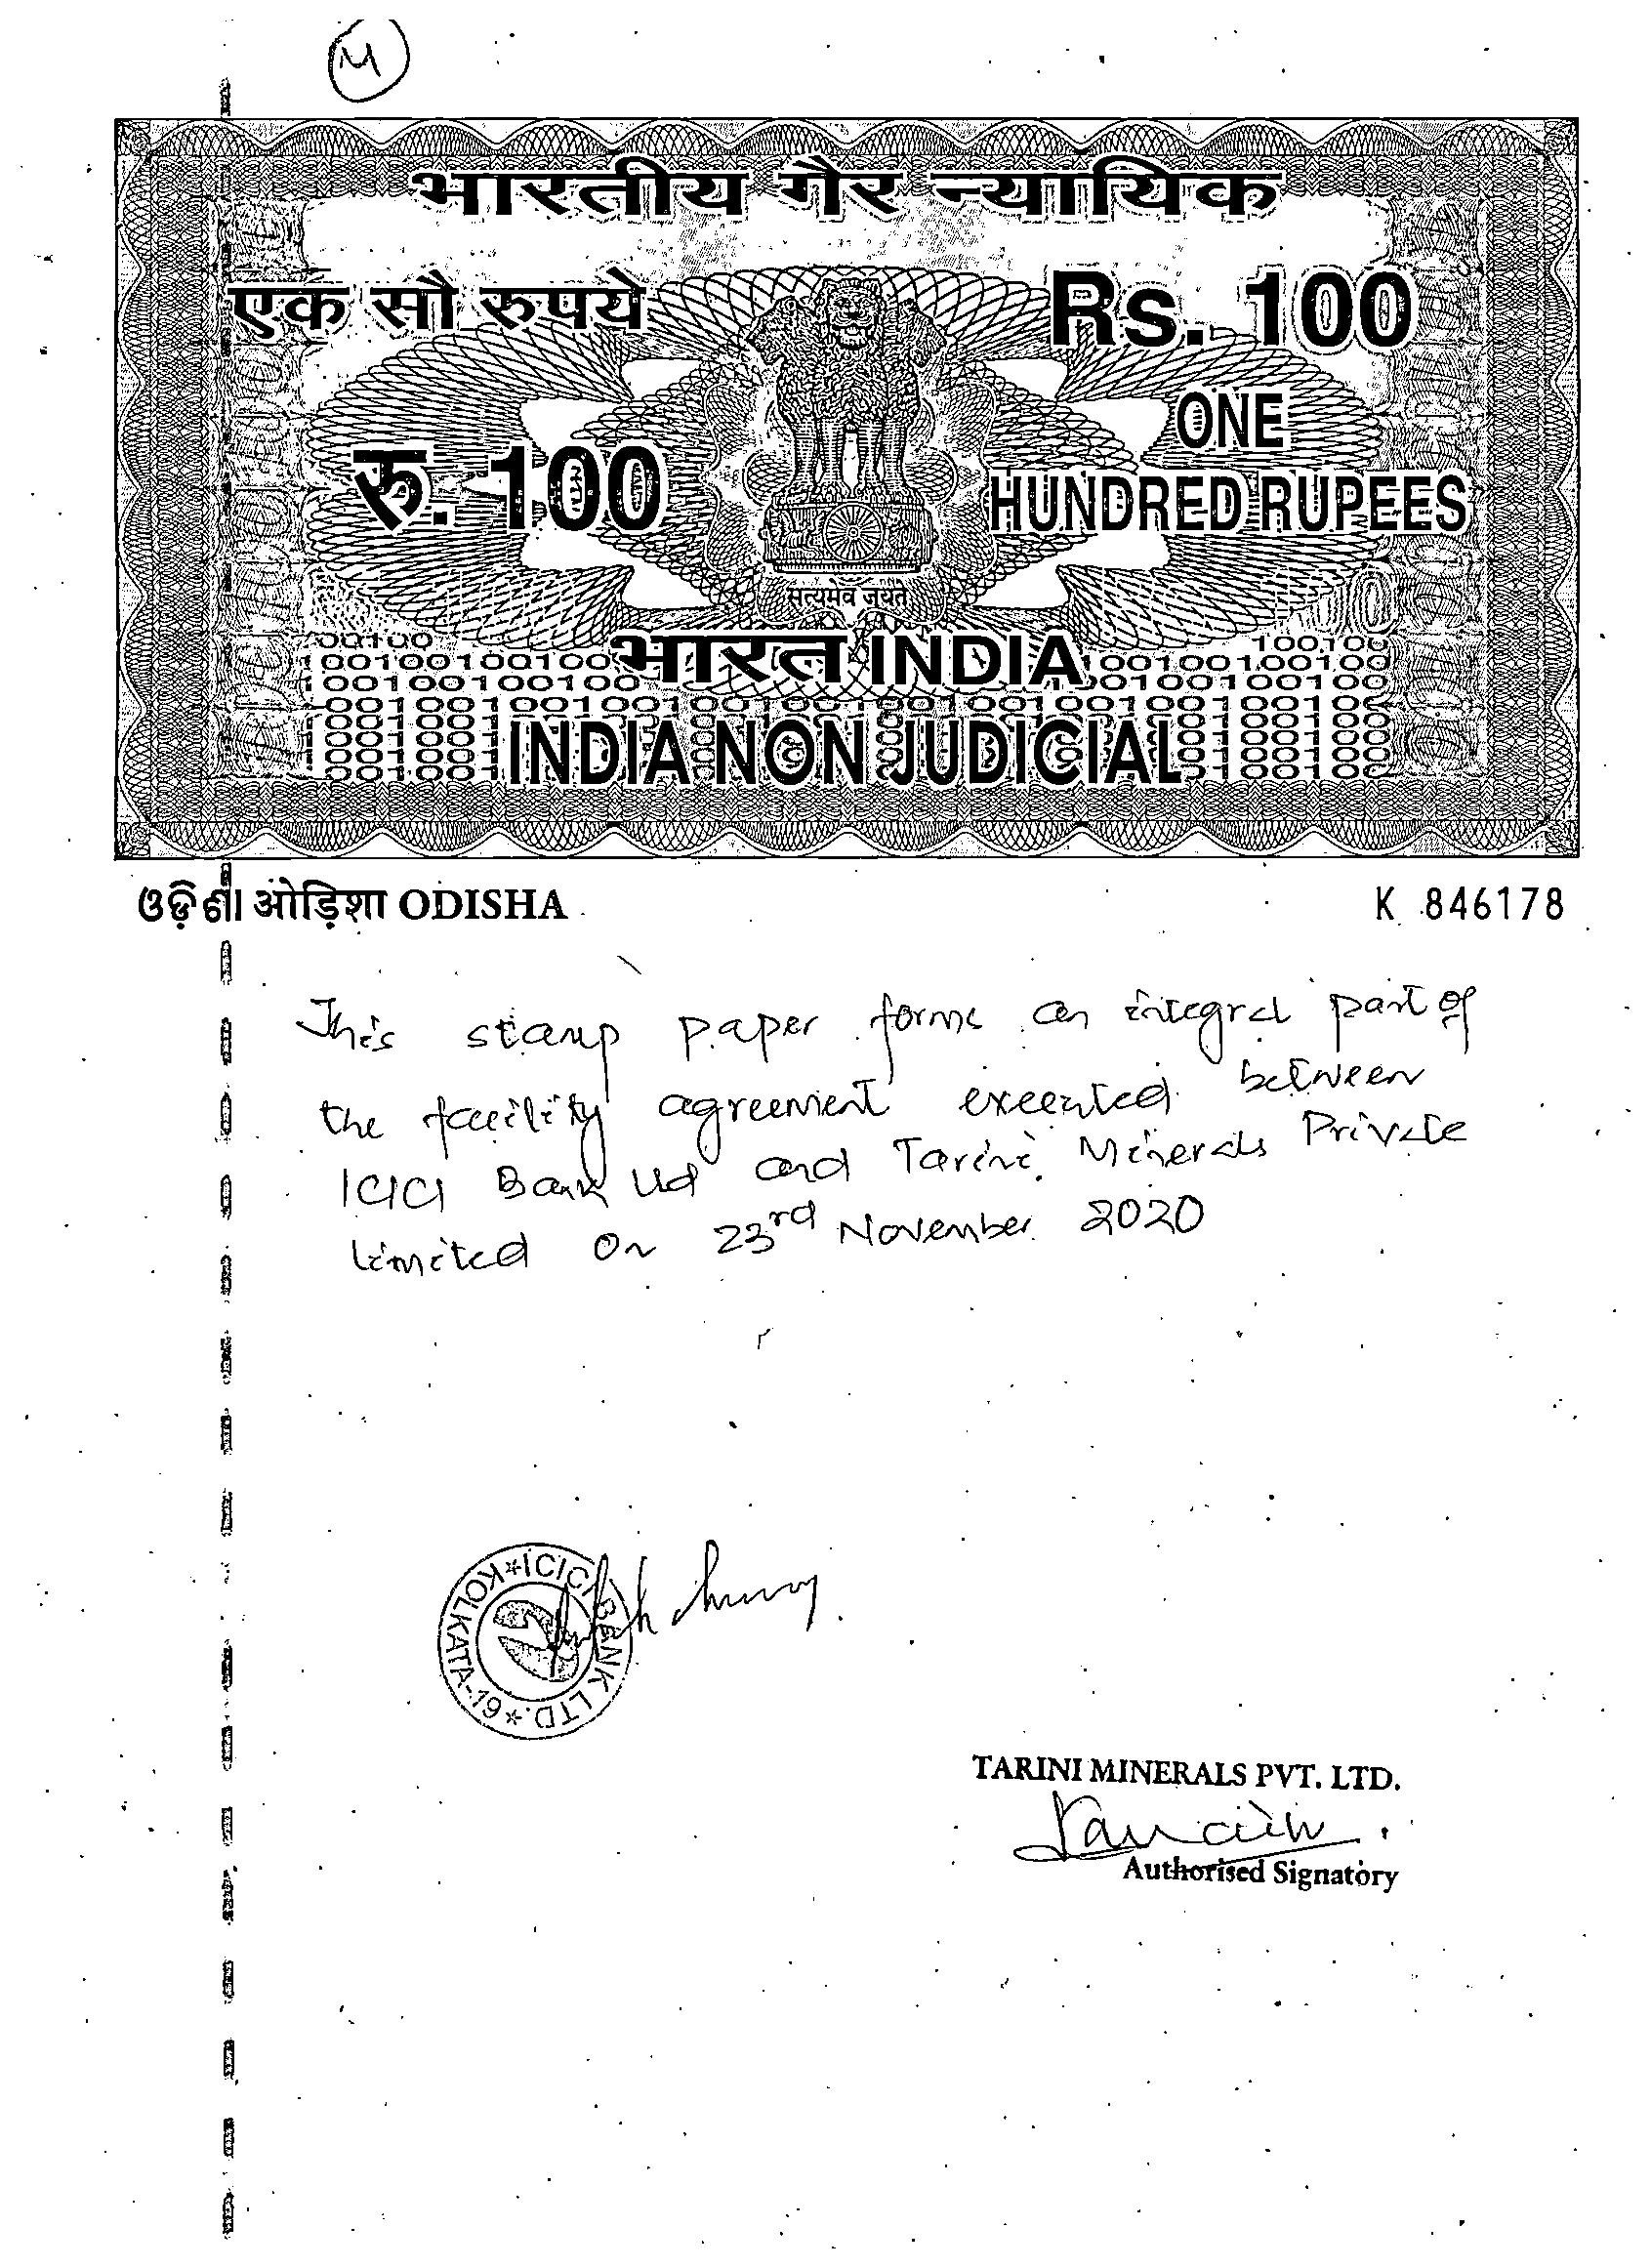 M
भारतीय गैर न्यायिक
एक सौ रुपये
Rs. 100
रु. 100
ONE
HUNDRED RUPEES
सत्यमेव जयते
भारत INDIA
INDIA NON JUDICIAL
ଓଡ଼ିଶା ओड़िशा ODISHA
K 846178
This stamp paper forms an integral part of
the facility agreement executed between
ICICI Bank Ltd and Tarini Minerals Private
limited on 23rd November 2020
ICICI BANK LTD. KOLKATA-19
TARINI MINERALS PVT. LTD.
Authorised Signatory